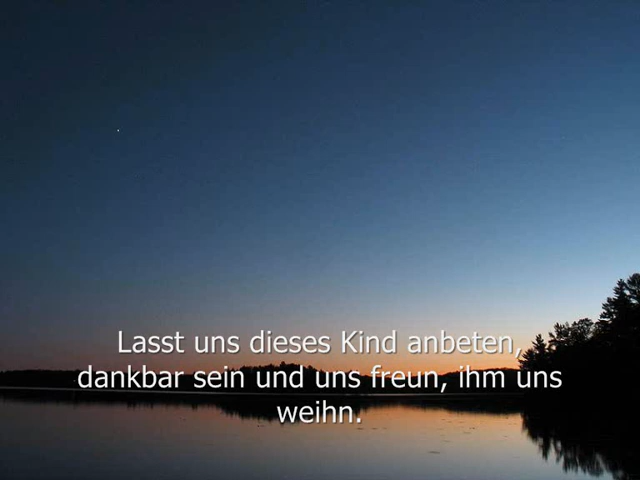 Lasst uns dieses Kind anbeten,
dankbar sein und uns freun, ihm uns
weihn.